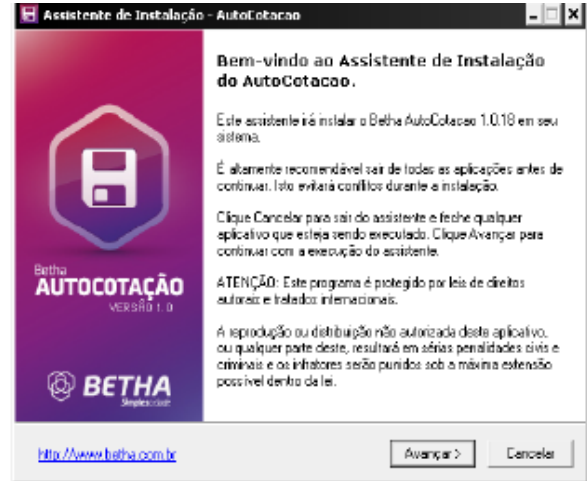 Assistente de Instalação - AutoCotacao
Bem-vindo ao Assistente de Instalação
do AutoCotacao.
Este assistente irá instalar o Betha AutoCotacao 1.0.18 em seu
sistema.
É altamente recomendável sair de todas as aplicações antes de
continuar. Isto evitará conflitos durante a instalação.
Clique Cancelar para sair do assistente e feche qualquer
aplicativo que esteja sendo executado. Clique Avançar para
continuar com a execução do assistente.
ATENÇÃO: Este programa é protegido por leis de direitos
autorais e tratados internacionais.
A reprodução ou distribuição não autorizada deste aplicativo,
ou qualquer parte deste, resultará em sérias penalidades civis e
criminais e os infratores serão punidos sob a máxima extensão
possível dentro da lei.
Betha
AUTOCOTAÇÃO
VERSÃO 1.0
BETHA
Simplescidade
http://www.betha.com.br
Avançar >
Cancelar